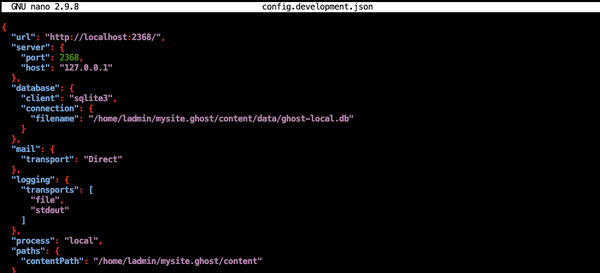 GNU nano 2.9.8 config.development.json
{
"url": "http://localhost:2368/",
"server": {
"port": 2368,
"host": "127.0.0.1"
},
"database": {
"client": "sqlite3",
"connection": {
"filename": "/home/ladmin/mysite.ghost/content/data/ghost-local.db"
}
},
"mail": {
"transport": "Direct"
},
"logging": {
"transports": [
"file",
"stdout"
]
},
"process": "local",
"paths": {
"contentPath": "/home/ladmin/mysite.ghost/content"
}